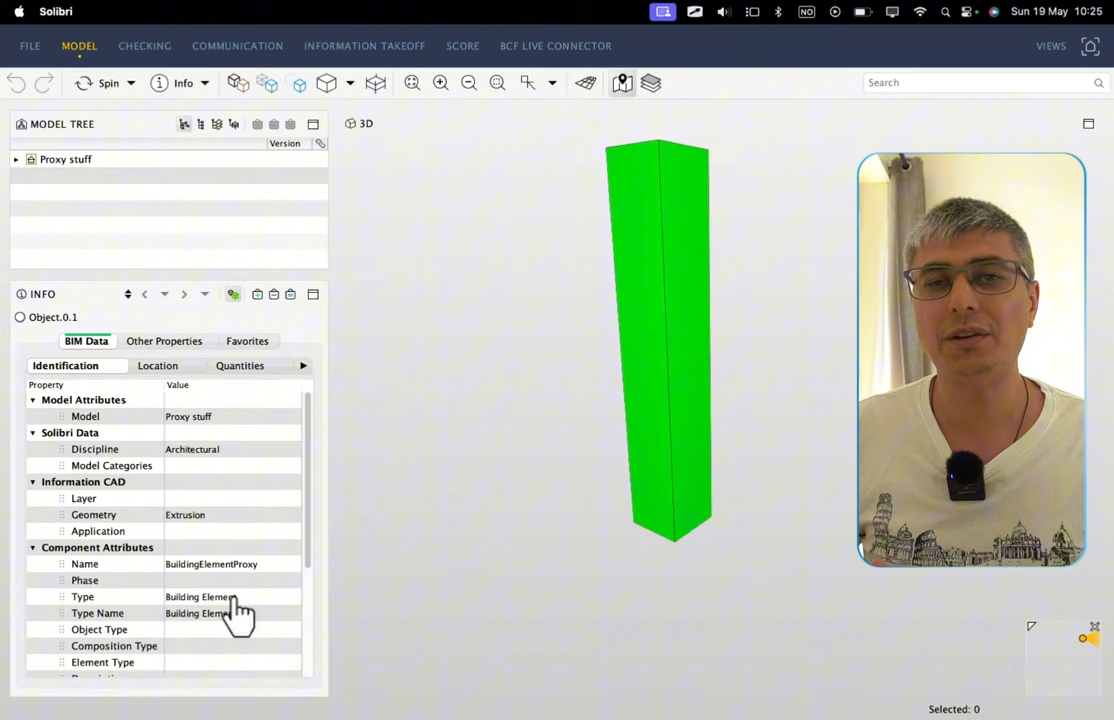 Solibri
NO
Sun 19 May 10:25
FILE MODEL CHECKING COMMUNICATION INFORMATION TAKEOFF SCORE BCF LIVE CONNECTOR VIEWS
Spin Info Search
MODEL TREE
3D
Version
Proxy stuff
INFO
Object.0.1
BIM Data Other Properties Favorites
Identification Location Quantities
Property Value
Model Attributes
Model Proxy stuff
Solibri Data
Discipline Architectural
Model Categories
Information CAD
Layer
Geometry Extrusion
Application
Component Attributes
Name BuildingElementProxy
Phase
Type Building Element
Type Name Building
Object Type
Composition Type
Element Type
Selected: 0